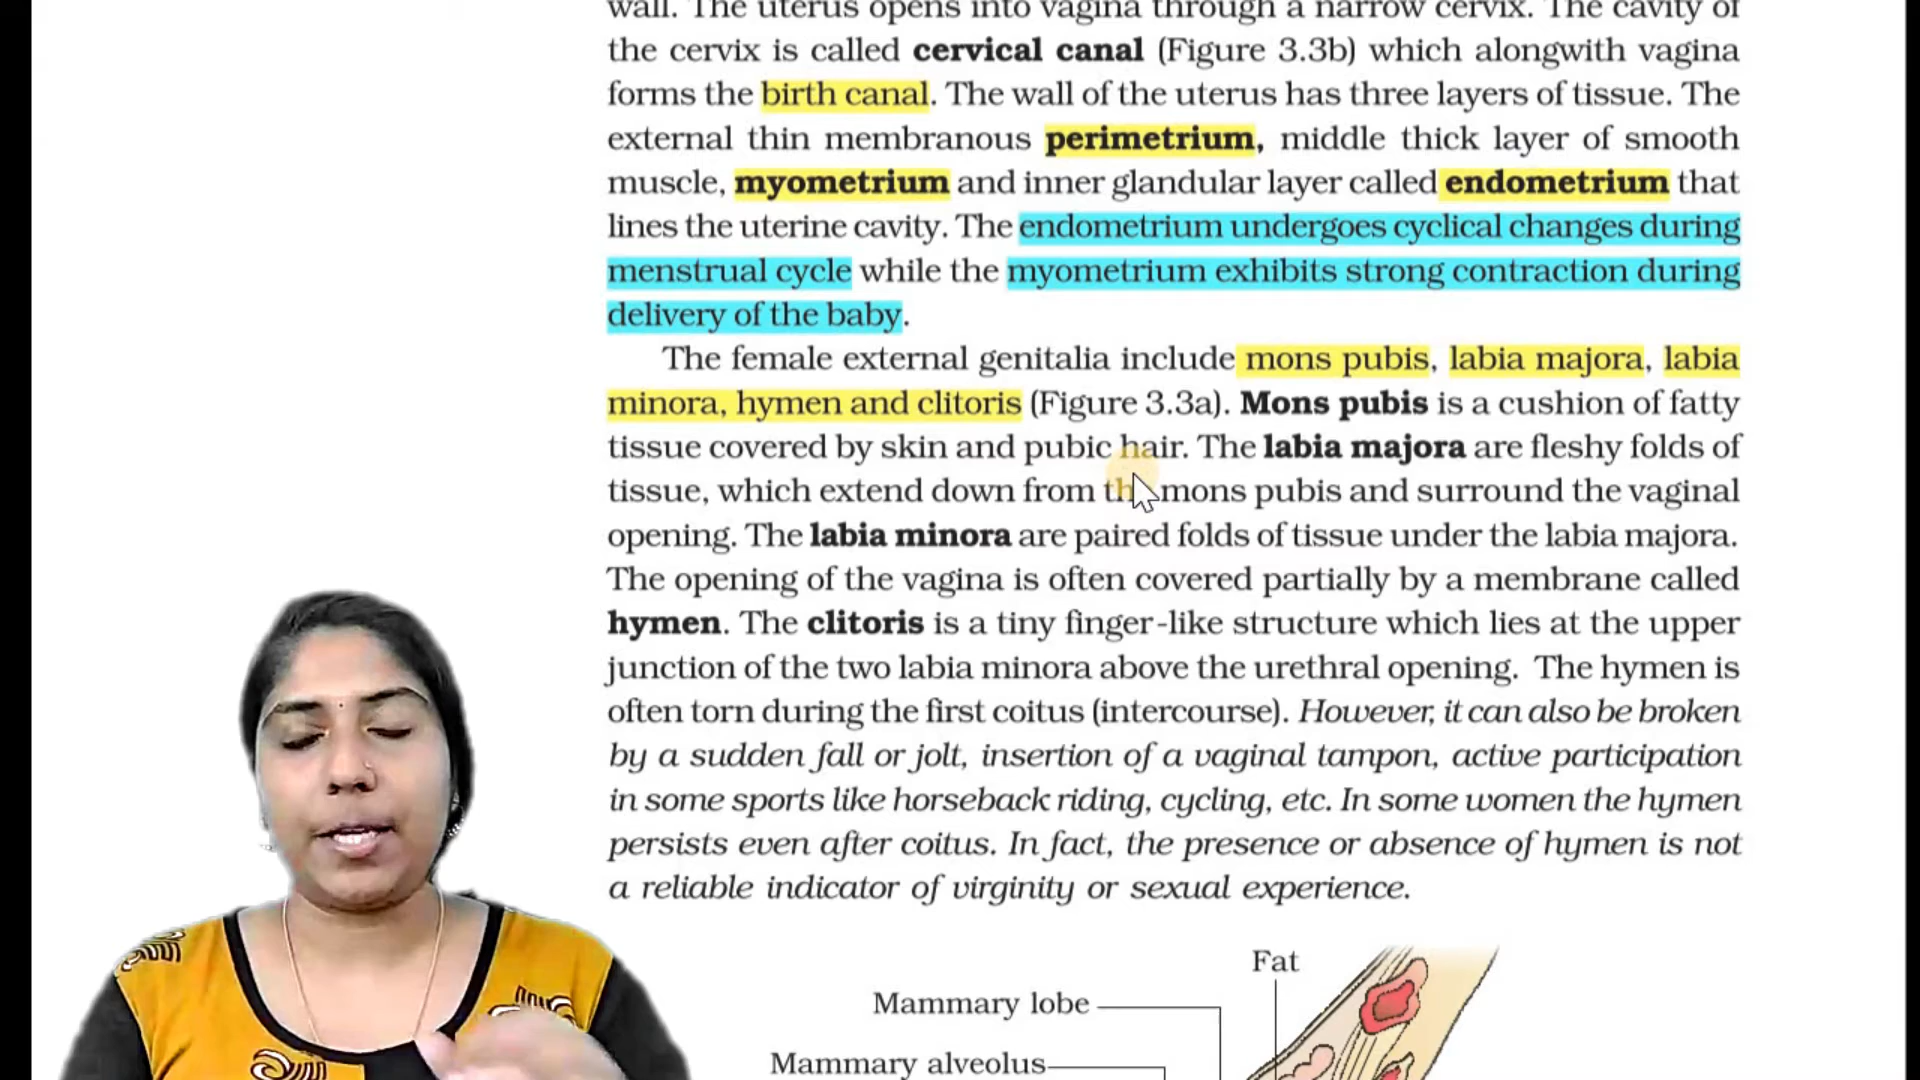 wall. The uterus opens into vagina through a narrow cervix. The cavity of
the cervix is called cervical canal (Figure 3.3b) which alongwith vagina
forms the birth canal. The wall of the uterus has three layers of tissue. The
external thin membranous perimetrium, middle thick layer of smooth
muscle, myometrium and inner glandular layer called endometrium that
lines the uterine cavity. The endometrium undergoes cyclical changes during
menstrual cycle while the myometrium exhibits strong contraction during
delivery of the baby.
The female external genitalia include mons pubis, labia majora, labia
minora, hymen and clitoris (Figure 3.3a). Mons pubis is a cushion of fatty
tissue covered by skin and pubic hair. The labia majora are fleshy folds of
tissue, which extend down from the mons pubis and surround the vaginal
opening. The labia minora are paired folds of tissue under the labia majora.
The opening of the vagina is often covered partially by a membrane called
hymen. The clitoris is a tiny finger-like structure which lies at the upper
junction of the two labia minora above the urethral opening. The hymen is
often torn during the first coitus (intercourse). However, it can also be broken
by a sudden fall or jolt, insertion of a vaginal tampon, active participation
in some sports like horseback riding, cycling, etc. In some women the hymen
persists even after coitus. In fact, the presence or absence of hymen is not
a reliable indicator of virginity or sexual experience.
Fat
Mammary lobe
Mammary alveolus